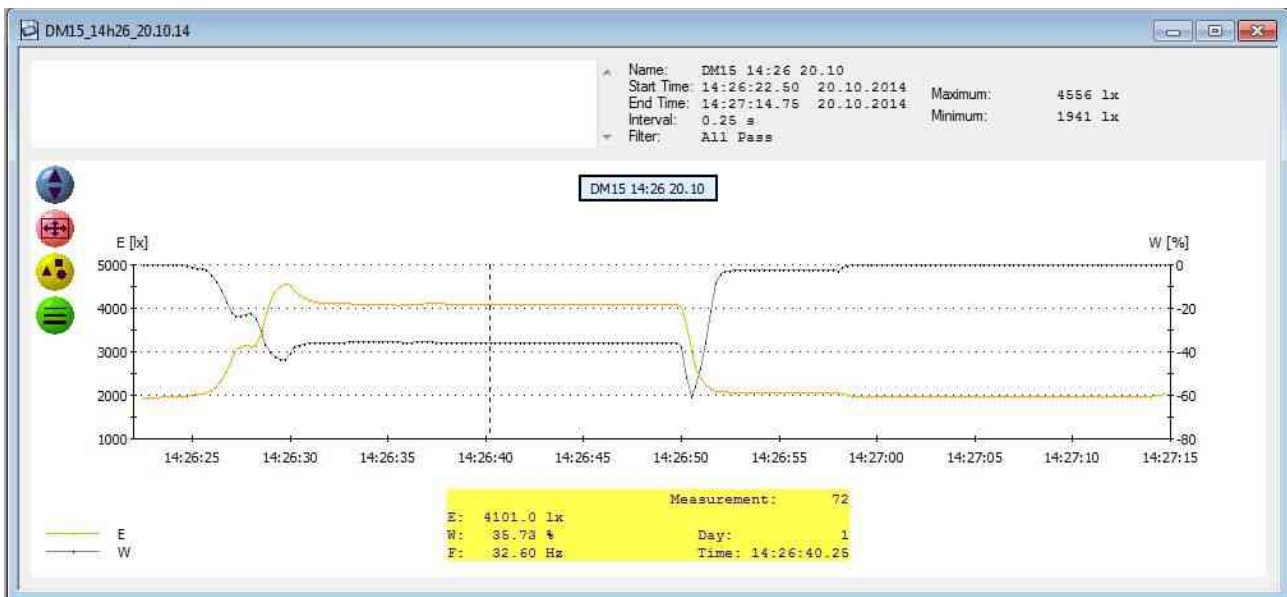 DM15_14h26_20.10.14
Name: DM15 14:26 20.10
Start Time: 14:26:22.50 20.10.2014
End Time: 14:27:14.75 20.10.2014
Interval: 0.25 s
Filter: All Pass
Maximum: 4556 lx
Minimum: 1941 lx
DM15 14:26 20.10
E [lx] W [%]
5000 0
4000 -20
3000 -40
2000 -60
1000 -80
14:26:25 14:26:30 14:26:35 14:26:40 14:26:45 14:26:50 14:26:55 14:27:00 14:27:05 14:27:10 14:27:15
Measurement: 72
E: 4101.0 lx
W: 35.73 % Day: 1
F: 32.60 Hz Time: 14:26:40.25
E
W